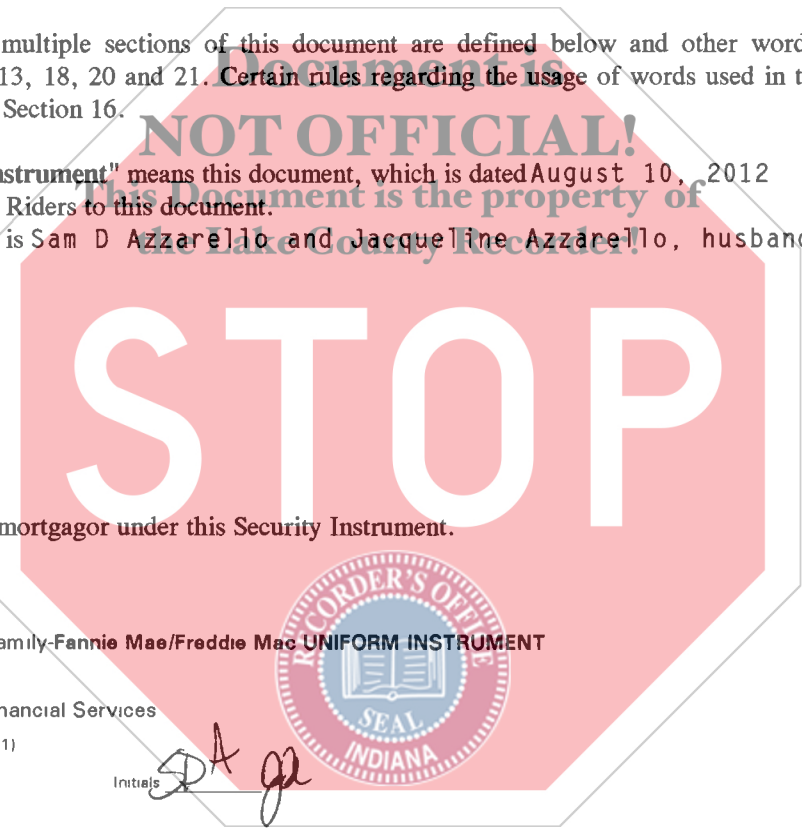 multiple sections of this document are defined below and other word
Document is
13, 18, 20 and 21. Certain rules regarding the usage of words used in t
Section 16.
NOT OFFICIAL!
nstrument" means this document, which is dated August 10, 2012
This Document is the property of
Riders to this document.
the Lake County Recorder!
is Sam D Azzarello and Jacqueline Azzarello, husband
STOP
mortgagor under this Security Instrument.
RECORDER'S OFFICE
SEAL
INDIANA
amily-Fannie Mae/Freddie Mac UNIFORM INSTRUMENT
nancial Services
1)
Initials SDA